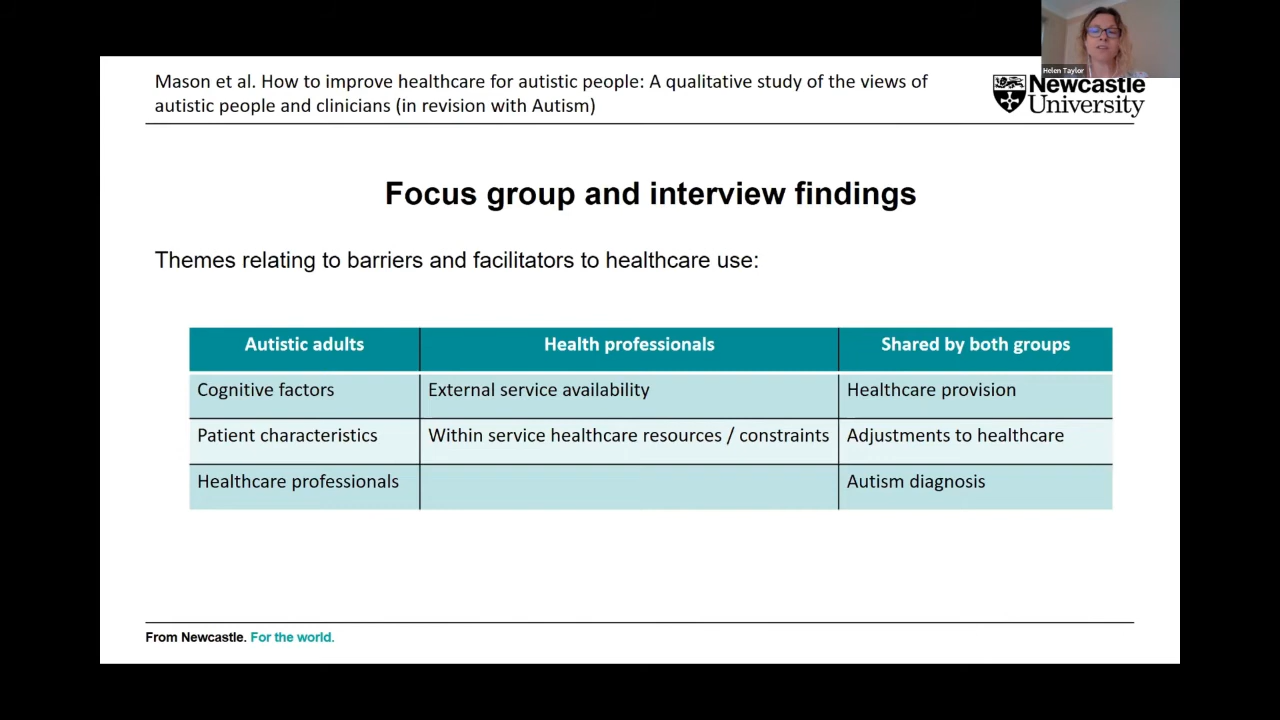 Helen Taylor
Mason et al. How to improve healthcare for autistic people: A qualitative study of the views of
autistic people and clinicians (in revision with Autism)
Newcastle
University
Focus group and interview findings
Themes relating to barriers and facilitators to healthcare use:
Autistic adults Health professionals Shared by both groups
Cognitive factors External service availability Healthcare provision
Patient characteristics Within service healthcare resources / constraints Adjustments to healthcare
Healthcare professionals Autism diagnosis
From Newcastle. For the world.